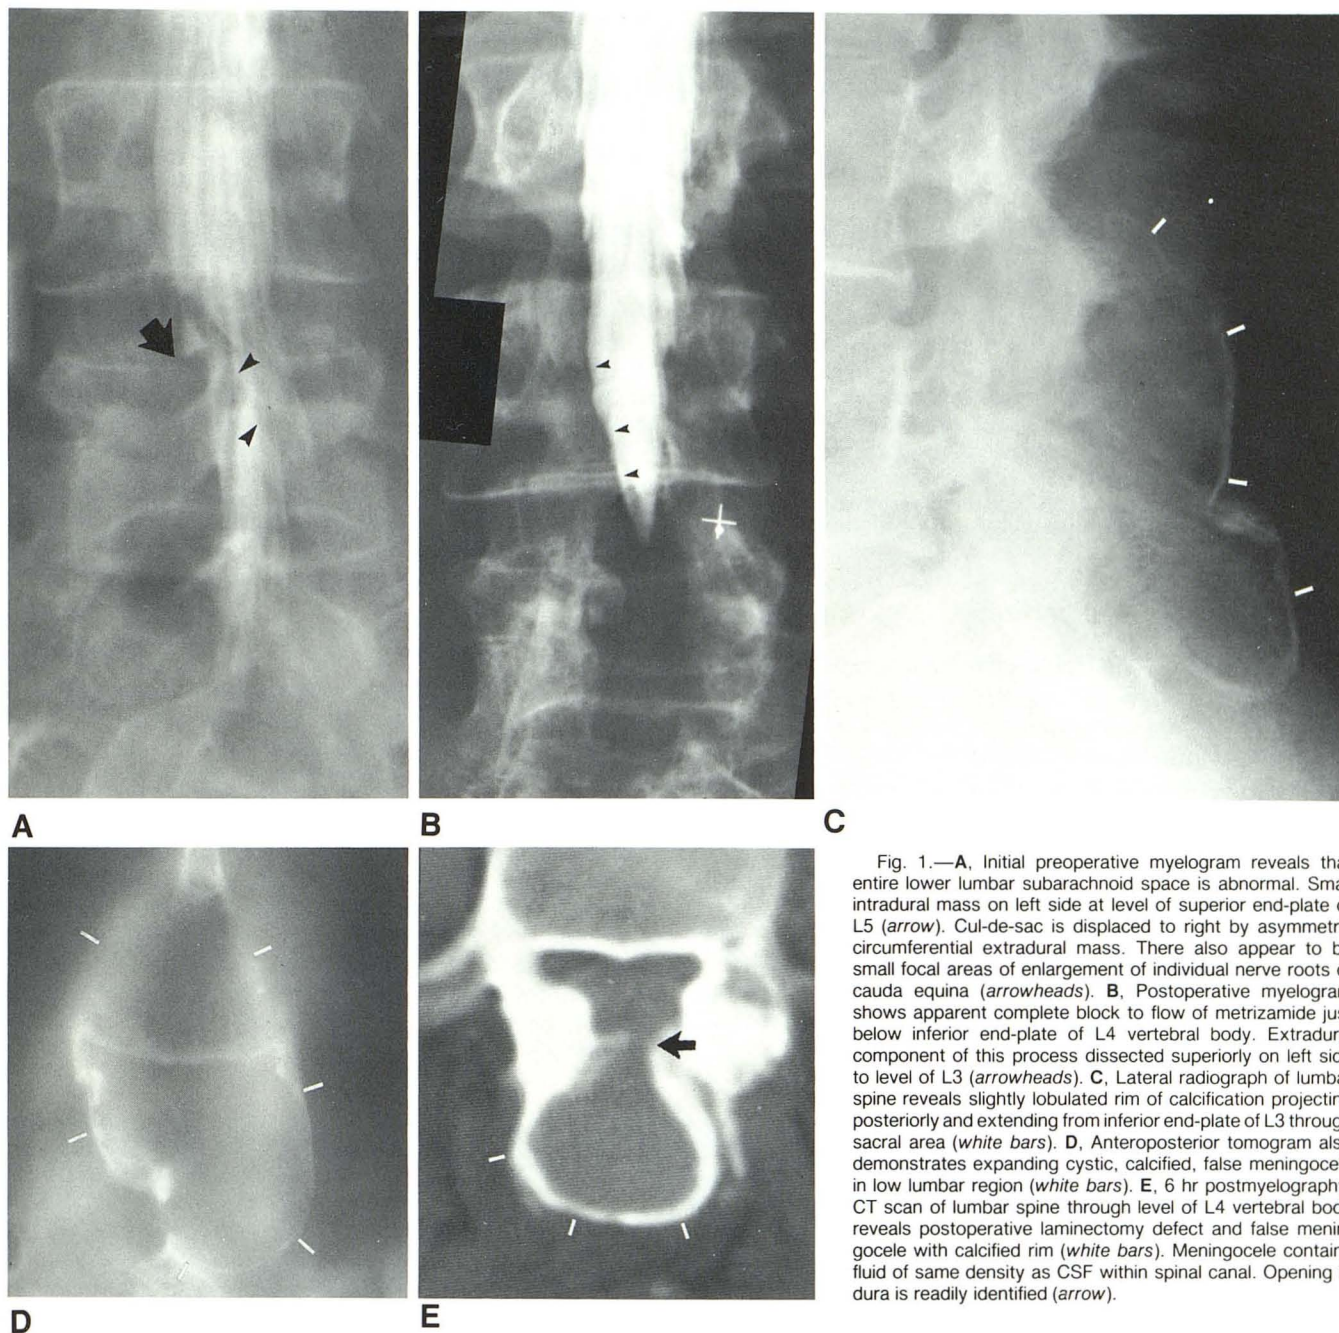 A
B
C
D
E
Fig. 1.—A, Initial preoperative myelogram reveals tha
entire lower lumbar subarachnoid space is abnormal. Sma
intradural mass on left side at level of superior end-plate
L5 (arrow). Cul-de-sac is displaced to right by asymmetri
circumferential extradural mass. There also appear to b
small focal areas of enlargement of individual nerve roots
cauda equina (arrowheads). B, Postoperative myelogram
shows apparent complete block to flow of metrizamide jus
below inferior end-plate of L4 vertebral body. Extradura
component of this process dissected superiorly on left sid
to level of L3 (arrowheads). C, Lateral radiograph of lumba
spine reveals slightly lobulated rim of calcification projectin
posteriorly and extending from inferior end-plate of L3 throug
sacral area (white bars). D, Anteroposterior tomogram als
demonstrates expanding cystic, calcified, false meningoce
in low lumbar region (white bars). E, 6 hr postmyelograph
CT scan of lumbar spine through level of L4 vertebral bod
reveals postoperative laminectomy defect and false menin
gocele with calcified rim (white bars). Meningocele contain
fluid of same density as CSF within spinal canal. Opening
dura is readily identified (arrow).